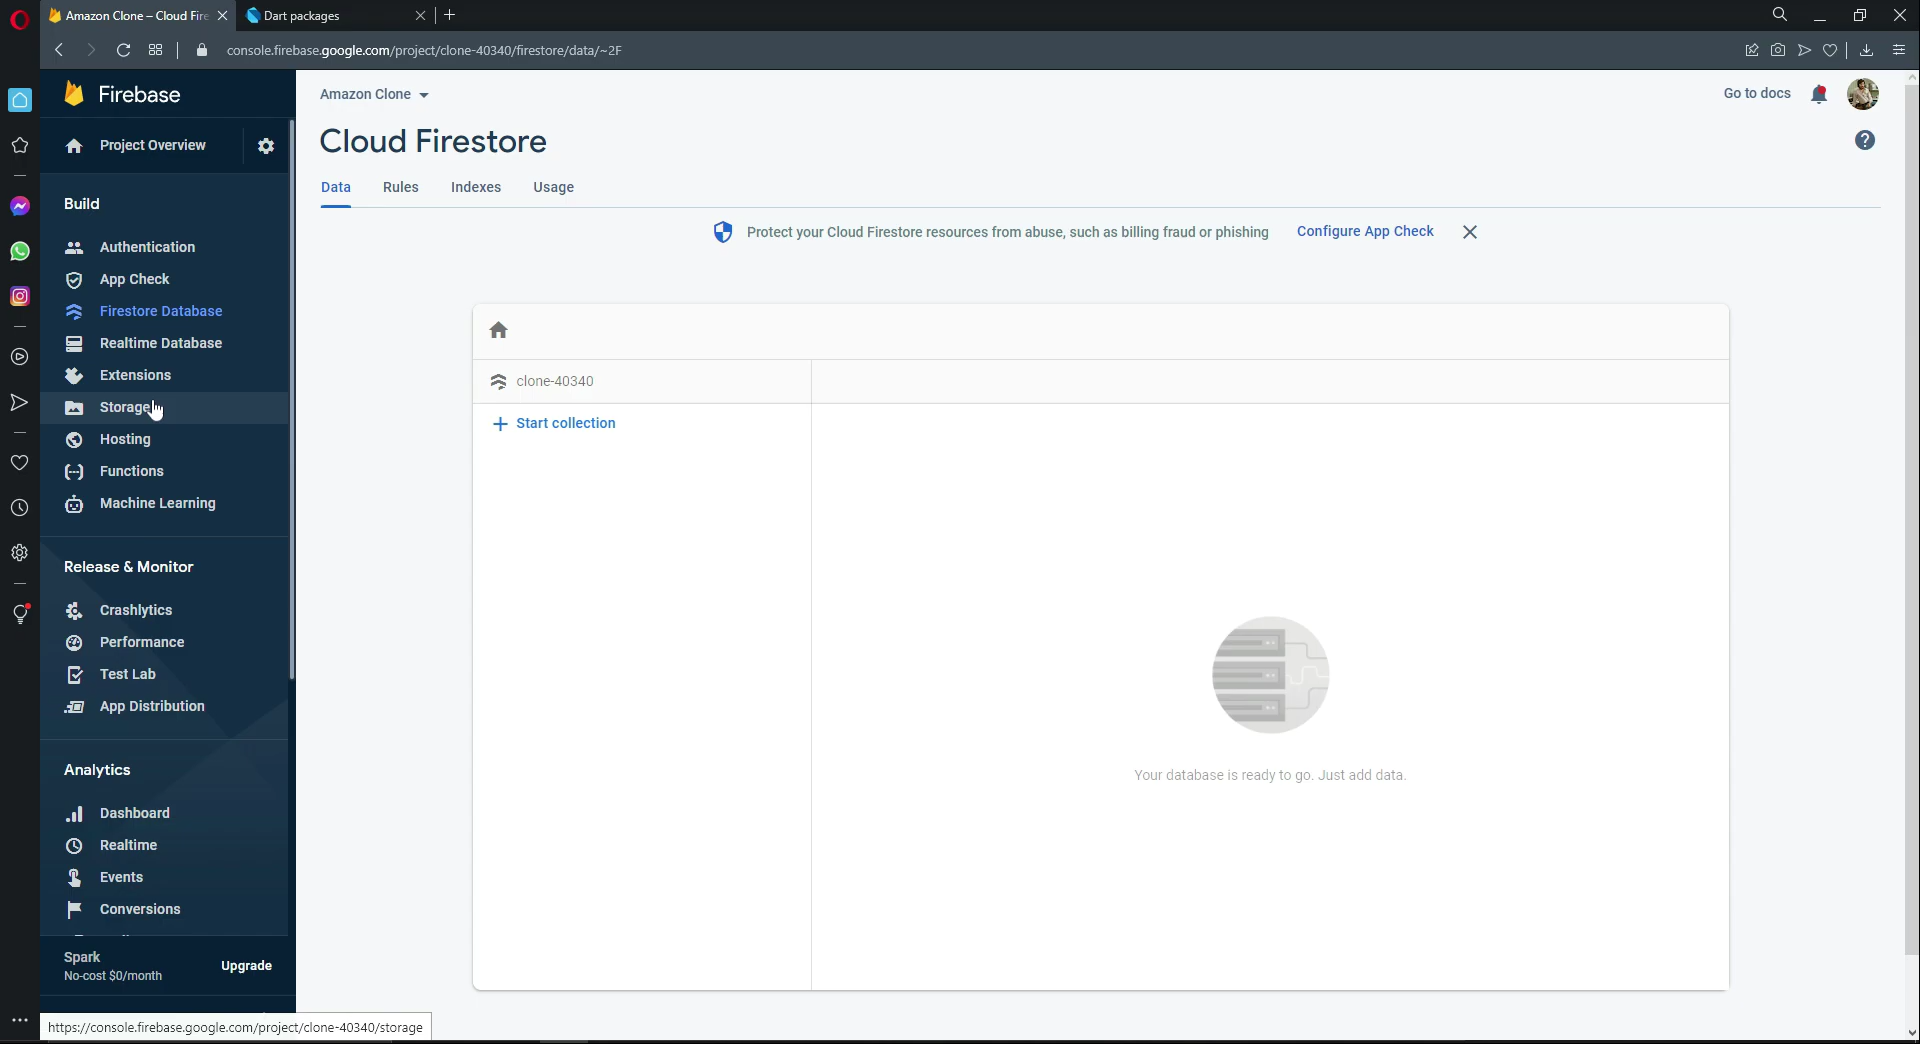 Amazon Clone – Cloud Fire
Dart packages
console.firebase.google.com/project/clone-40340/firestore/data/~2F
Firebase
Project Overview
Build
Authentication
App Check
Firestore Database
Realtime Database
Extensions
Storage
Hosting
Functions
Machine Learning
Release & Monitor
Crashlytics
Performance
Test Lab
App Distribution
Analytics
Dashboard
Realtime
Events
Conversions
Spark
No-cost $0/month
Upgrade
https://console.firebase.google.com/project/clone-40340/storage
Amazon Clone
Go to docs
Cloud Firestore
Data
Rules
Indexes
Usage
Protect your Cloud Firestore resources from abuse, such as billing fraud or phishing
Configure App Check
clone-40340
Start collection
Your database is ready to go. Just add data.